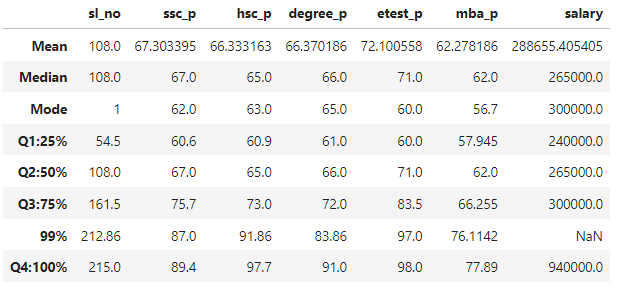 sl_no ssc_p hsc_p degree_p etest_p mba_p salary
Mean 108.0 67.303395 66.333163 66.370186 72.100558 62.278186 288655.405405
Median 108.0 67.0 65.0 66.0 71.0 62.0 265000.0
Mode 1 62.0 63.0 65.0 60.0 56.7 300000.0
Q1:25% 54.5 60.6 60.9 61.0 60.0 57.945 240000.0
Q2:50% 108.0 67.0 65.0 66.0 71.0 62.0 265000.0
Q3:75% 161.5 75.7 73.0 72.0 83.5 66.255 300000.0
99% 212.86 87.0 91.86 83.86 97.0 76.1142 NaN
Q4:100% 215.0 89.4 97.7 91.0 98.0 77.89 940000.0